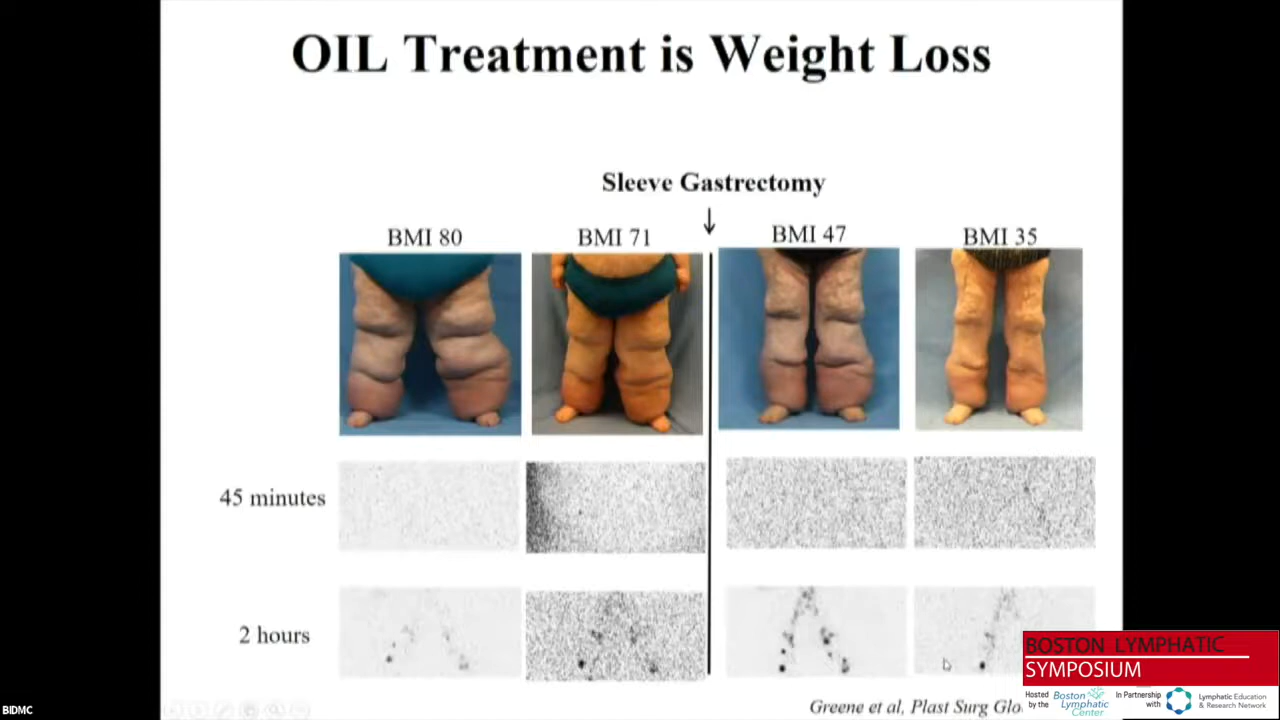 OIL Treatment is Weight Loss
Sleeve Gastrectomy
BMI 80
BMI 71
BMI 47
BMI 35
45 minutes
2 hours
BOSTON LYMPHATIC
SYMPOSIUM
Hosted
by the
Boston
Lymphatic
Center
In Partnership
with
Lymphatic Education
& Research Network
Greene et al, Plast Surg Glo
BIDMC